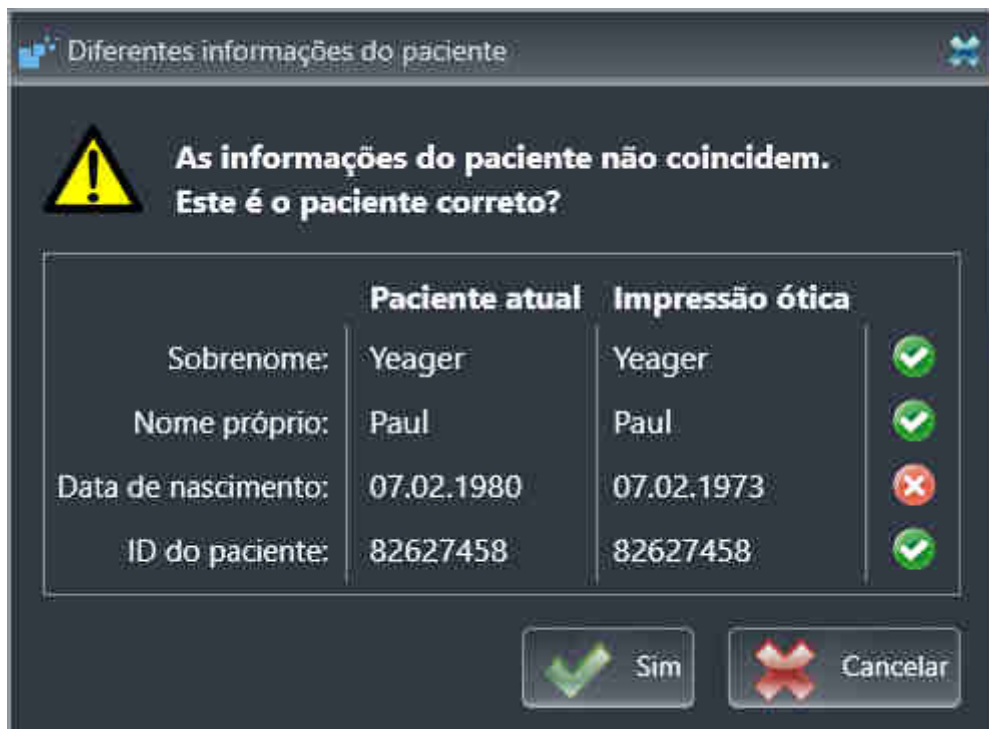 Diferentes informações do paciente
As informações do paciente não coincidem.
Este é o paciente correto?
Paciente atual Impressão ótica
Sobrenome: Yeager Yeager
Nome próprio: Paul Paul
Data de nascimento: 07.02.1980 07.02.1973
ID do paciente: 82627458 82627458
Sim Cancelar